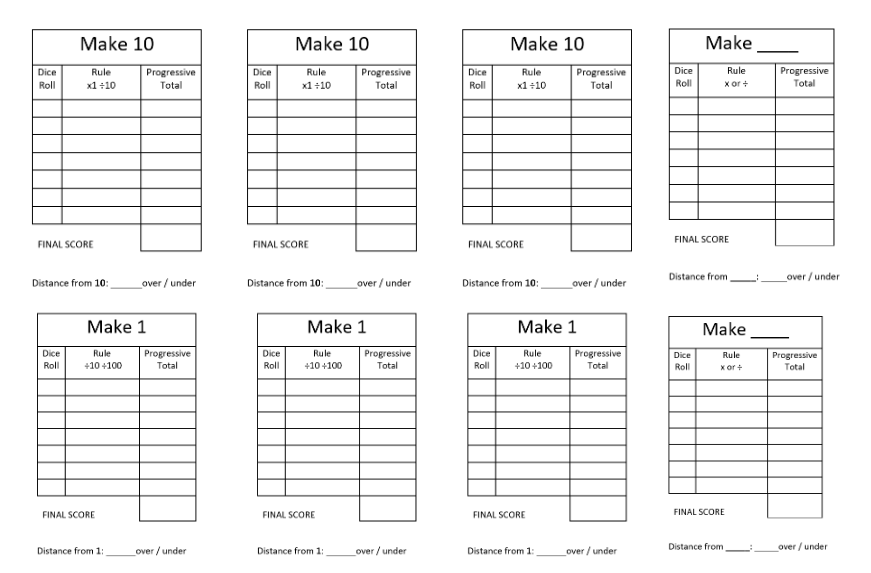 Make 10
Dice Roll Rule x1 ÷10 Progressive Total
FINAL SCORE
Distance from 10: ______over / under
Make 10
Dice Roll Rule x1 ÷10 Progressive Total
FINAL SCORE
Distance from 10: ______over / under
Make 10
Dice Roll Rule x1 ÷10 Progressive Total
FINAL SCORE
Distance from 10: ______over / under
Make ____
Dice Roll Rule x or ÷ Progressive Total
FINAL SCORE
Distance from _____: _____over / under
Make 1
Dice Roll Rule ÷10 ÷100 Progressive Total
FINAL SCORE
Distance from 1: ______over / under
Make 1
Dice Roll Rule ÷10 ÷100 Progressive Total
FINAL SCORE
Distance from 1: ______over / under
Make 1
Dice Roll Rule ÷10 ÷100 Progressive Total
FINAL SCORE
Distance from 1: ______over / under
Make ____
Dice Roll Rule x or ÷ Progressive Total
FINAL SCORE
Distance from _____: _____over / under